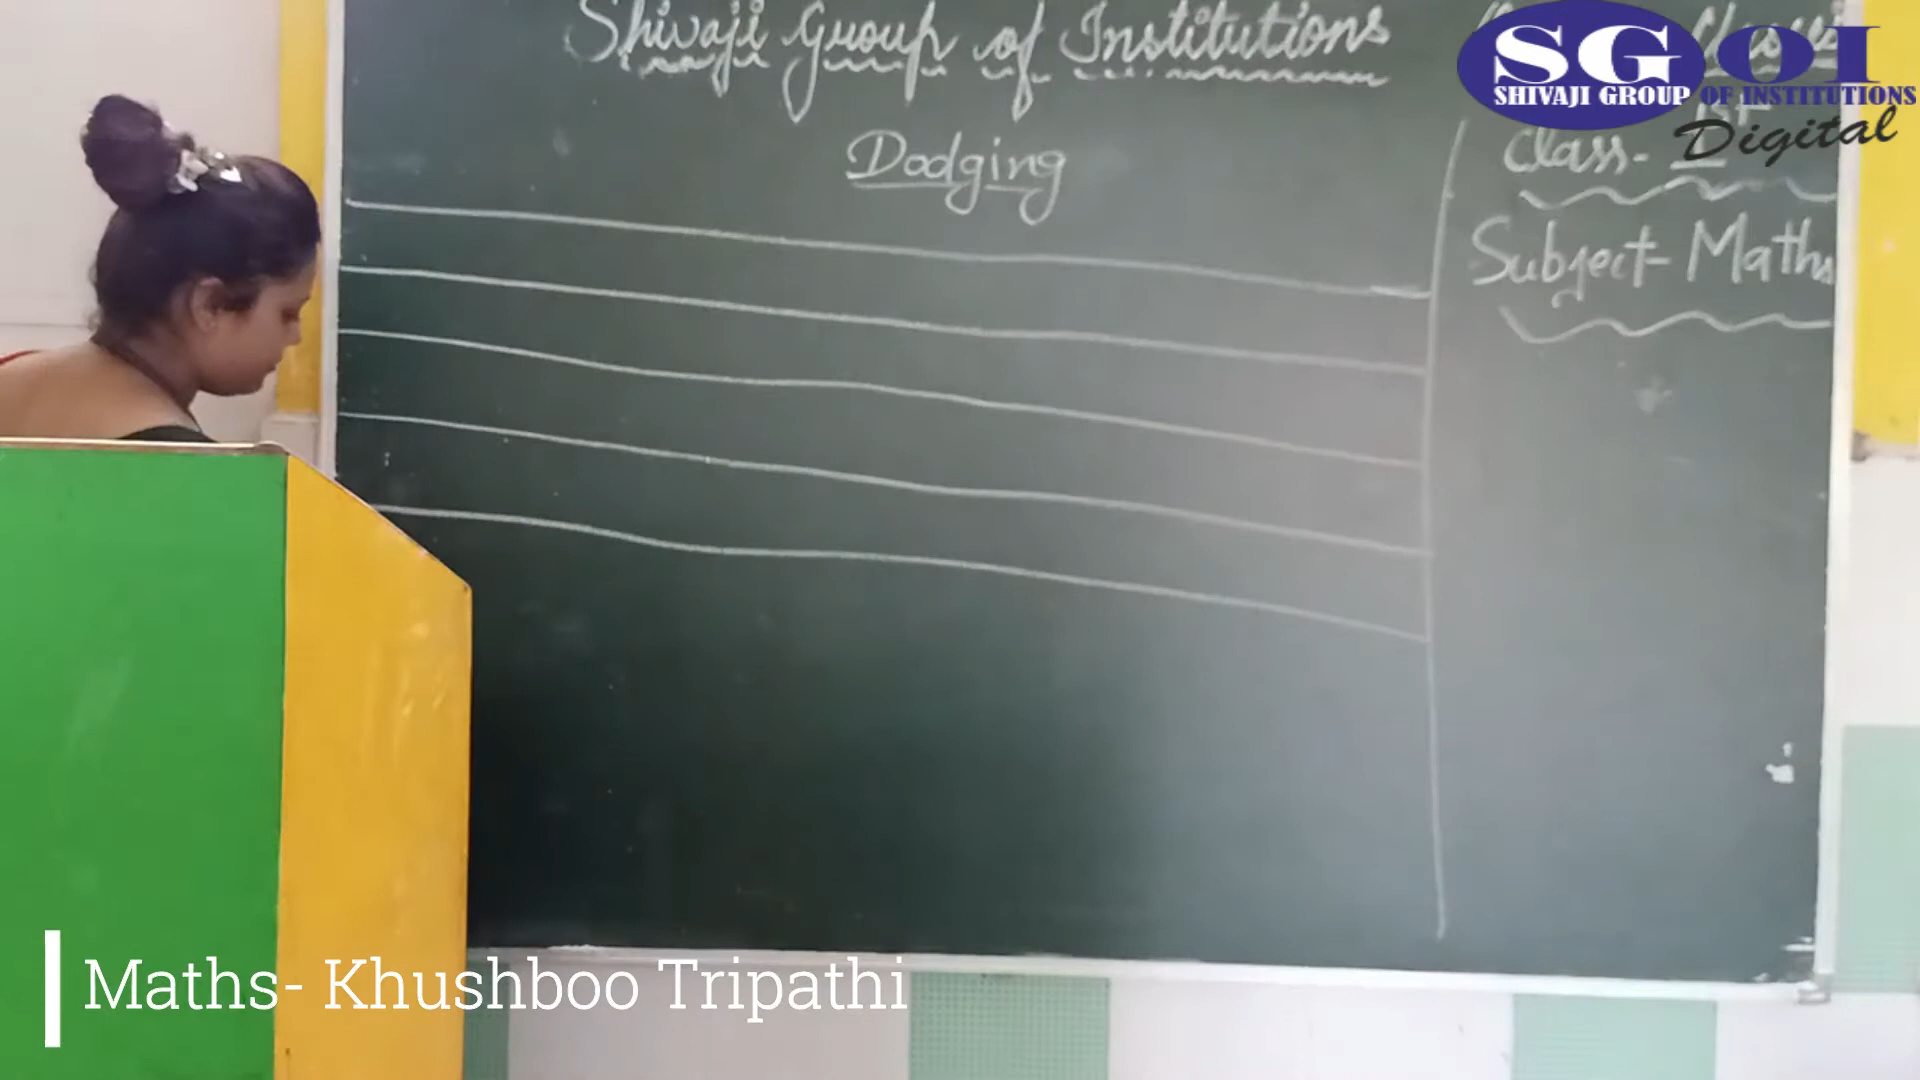 Shivaji Group of Institutions
SGOI
SHIVAJI GROUP OF INSTITUTIONS
Digital
Dodging
Class-
Subject- Maths
Maths- Khushboo Tripathi